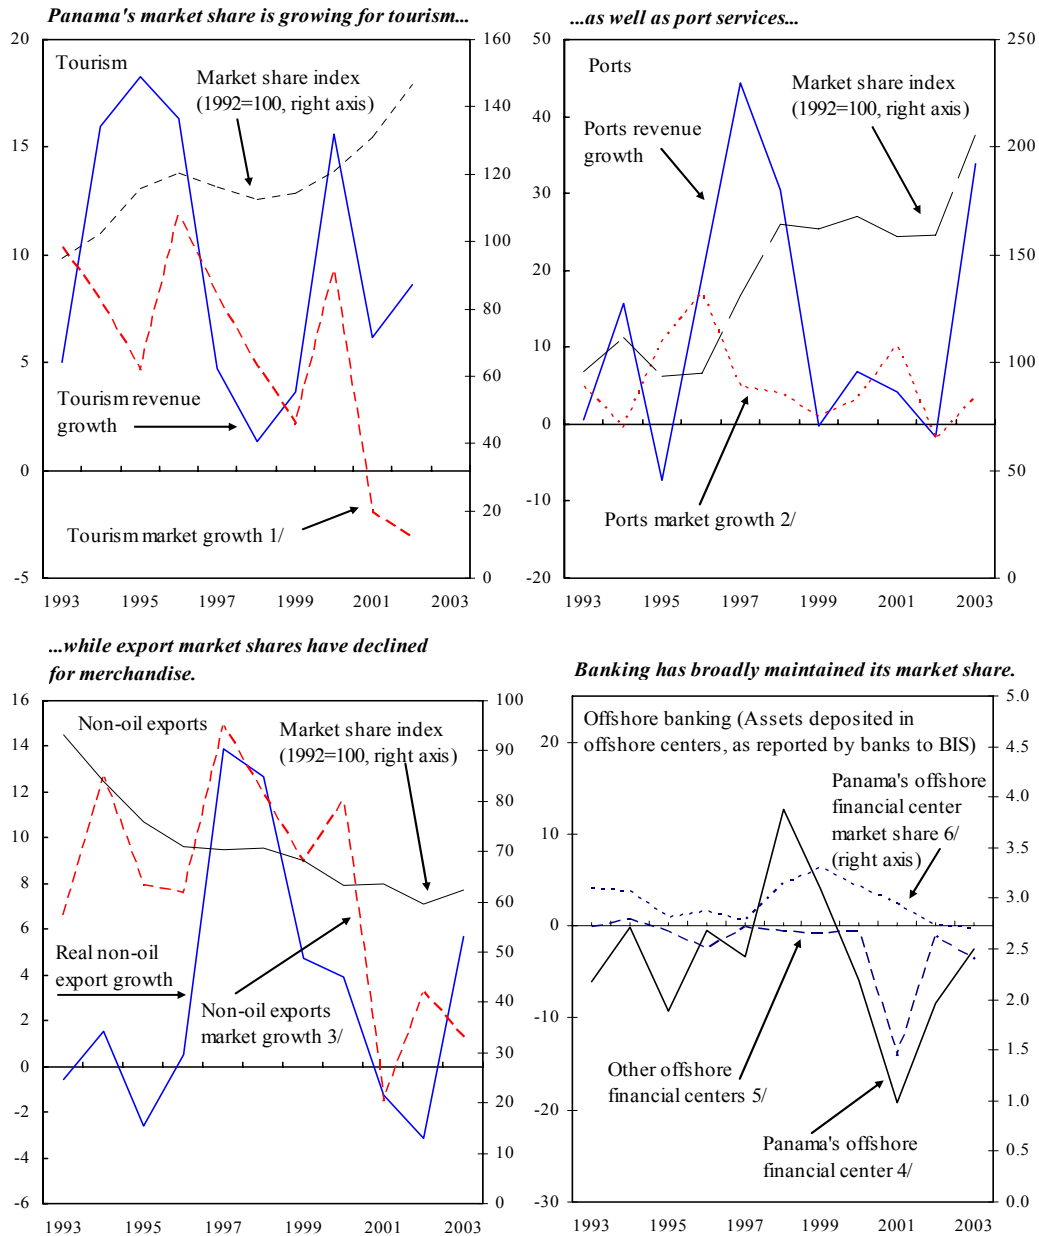 Panama's market share is growing for tourism...
20
15
10
5
0
-5
160
140
120
100
80
60
40
20
0
Tourism
Market share index
(1992=100, right axis)
Tourism revenue
growth
Tourism market growth 1/
1993 1995 1997 1999 2001 2003
...as well as port services...
50
40
30
20
10
0
-10
-20
250
200
150
100
50
0
Ports
Market share index
(1992=100, right axis)
Ports revenue
growth
Ports market growth 2/
1993 1995 1997 1999 2001 2003
...while export market shares have declined
for merchandise.
16
14
12
10
8
6
4
2
0
-2
-4
-6
100
90
80
70
60
50
40
30
20
10
0
Non-oil exports
Market share index
(1992=100, right axis)
Real non-oil
export growth
Non-oil exports
market growth 3/
1993 1995 1997 1999 2001 2003
Banking has broadly maintained its market share.
20
10
0
-10
-20
-30
5.0
4.5
4.0
3.5
3.0
2.5
2.0
1.5
1.0
0.5
0.0
Offshore banking (Assets deposited in
offshore centers, as reported by banks to BIS)
Panama's offshore
financial center
market share 6/
(right axis)
Other offshore
financial centers 5/
Panama's offshore
financial center 4/
1993 1995 1997 1999 2001 2003